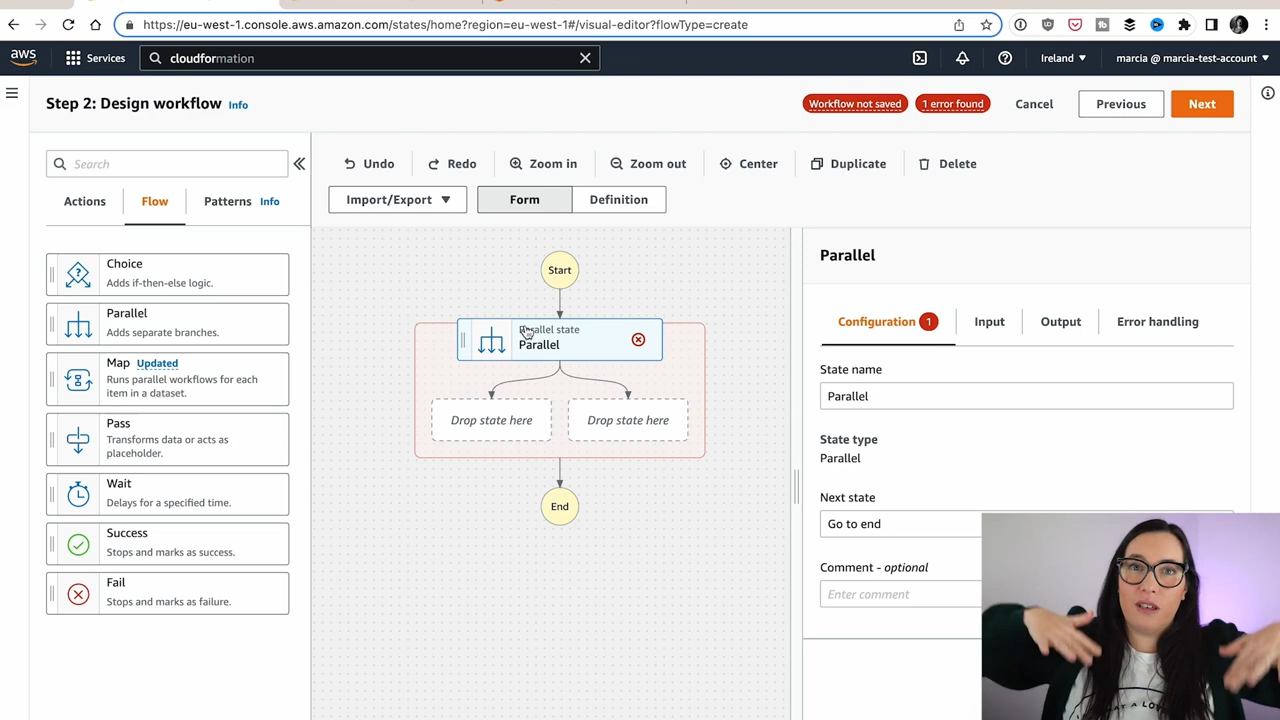 https://eu-west-1.console.aws.amazon.com/states/home?region=eu-west-1#/visual-editor?flowType=create
aws
Services
cloudformation
Ireland
marcia @ marcia-test-account
Step 2: Design workflow
Info
Workflow not saved
1 error found
Cancel
Previous
Next
Search
Undo
Redo
Zoom in
Zoom out
Center
Duplicate
Delete
Actions
Flow
Patterns
Info
Import/Export
Form
Definition
Choice
Adds if-then-else logic.
Parallel
Adds separate branches.
Map Updated
Runs parallel workflows for each
item in a dataset.
Pass
Transforms data or acts as
placeholder.
Wait
Delays for a specified time.
Success
Stops and marks as success.
Fail
Stops and marks as failure.
Start
Parallel state
Parallel
Drop state here
Drop state here
End
Parallel
Configuration 1
Input
Output
Error handling
State name
Parallel
State type
Parallel
Next state
Go to end
Comment - optional
Enter comment